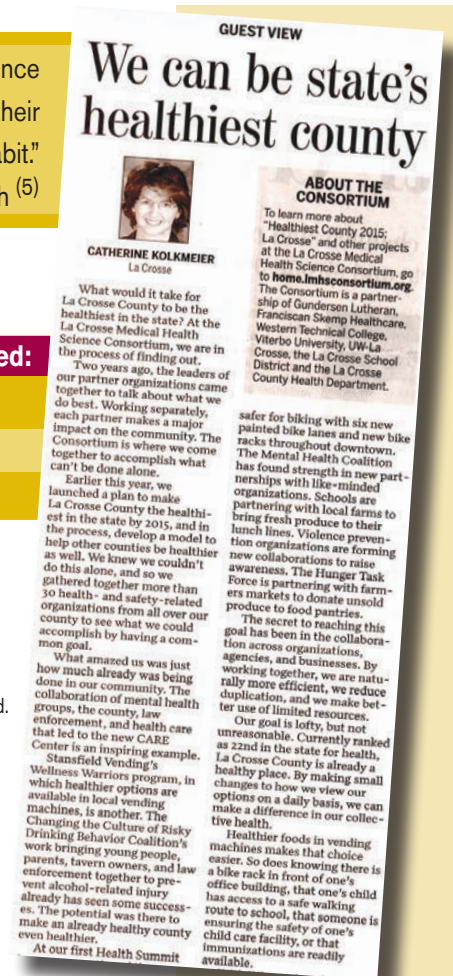 nce
heir
abit."
h (5)
ed:
d.
GUEST VIEW
We can be state's
healthiest county
CATHERINE KOLKMEIER
La Crosse
What would it take for
La Crosse County to be the
healthiest in the state? At the
La Crosse Medical Health
Science Consortium, we are in
the process of finding out.
Two years ago, the leaders of
our partner organizations came
together to talk about what we
do best. Working separately,
each partner makes a major
impact on the community. The
Consortium is where we come
together to accomplish what
can't be done alone.
Earlier this year, we
launched a plan to make
La Crosse County the healthi-
est in the state by 2015, and in
the process, develop a model to
help other counties be healthier
as well. We knew we couldn't
do this alone, and so we
gathered together more than
30 health- and safety-related
organizations from all over our
county to see what we could
accomplish by having a com-
mon goal.
What amazed us was just
how much already was being
done in our community. The
collaboration of mental health
groups, the county, law
enforcement, and health care
that led to the new CARE
Center is an inspiring example.
Stansfield Vending's
Wellness Warriors program, in
which healthier options are
available in local vending
machines, is another. The
Changing the Culture of Risky
Drinking Behavior Coalition's
work bringing young people,
parents, tavern owners, and law
enforcement together to pre-
vent alcohol-related injury
already has seen some success-
es. The potential was there to
make an already healthy county
even healthier.
At our first Health Summit
ABOUT THE
CONSORTIUM
To learn more about
"Healthiest County 2015;
La Crosse" and other projects
at the La Crosse Medical
Health Science Consortium, go
to home.lmhsconsortium.org.
The Consortium is a partner-
ship of Gundersen Lutheran,
Franciscan Skemp Healthcare,
Western Technical College,
Viterbo University, UW-La
Crosse, the La Crosse School
District and the La Crosse
County Health Department.
safer for biking with six new
painted bike lanes and new bike
racks throughout downtown.
The Mental Health Coalition
has found strength in new part-
nerships with like-minded
organizations. Schools are
partnering with local farms to
bring fresh produce to their
lunch lines. Violence preven-
tion organizations are forming
new collaborations to raise
awareness. The Hunger Task
Force is partnering with farm-
ers markets to donate unsold
produce to food pantries.
The secret to reaching this
goal has been in the collabora-
tion across organizations,
agencies, and businesses. By
working together, we are natu-
rally more efficient, we reduce
duplication, and we make bet-
ter use of limited resources.
Our goal is lofty, but not
unreasonable. Currently ranked
as 22nd in the state for health,
La Crosse County is already a
healthy place. By making small
changes to how we view our
options on a daily basis, we can
make a difference in our collec-
tive health.
Healthier foods in vending
machines makes that choice
easier. So does knowing there is
a bike rack in front of one's
office building, that one's child
has access to a safe walking
route to school, that someone is
ensuring the safety of one's
child care facility, or that
immunizations are readily
available.